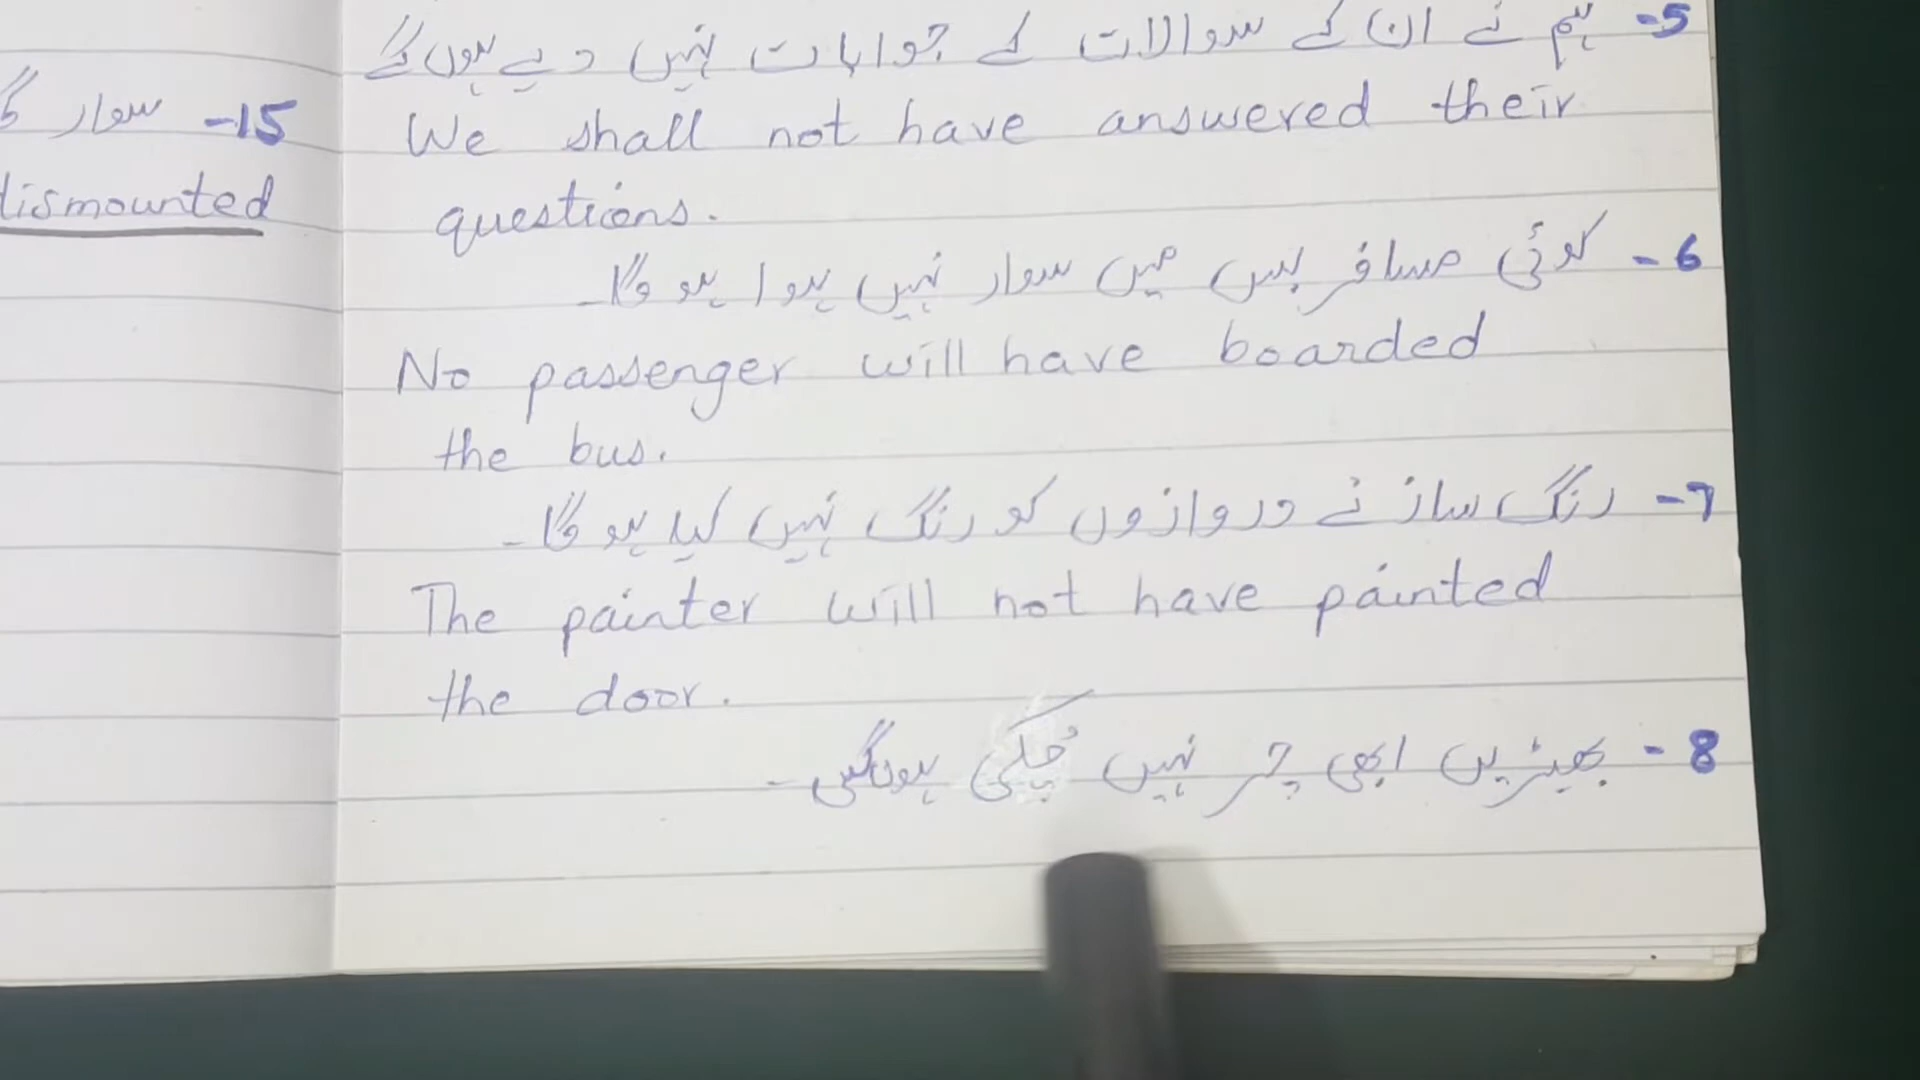 15- سوار
dismounted
5- ہم نے ان کے سوالات کے جوابات نہیں دیے ہوں گے
We shall not have answered their
questions.
6- کوئی مسافر بس میں سوار نہیں ہوا ہو گا۔
No passenger will have boarded
the bus.
7- رنگ ساز نے دروازوں کو رنگ نہیں کیا ہو گا۔
The painter will not have painted
the door.
8- بھیڑیں ابھی چر نہیں چُکی ہونگیں۔